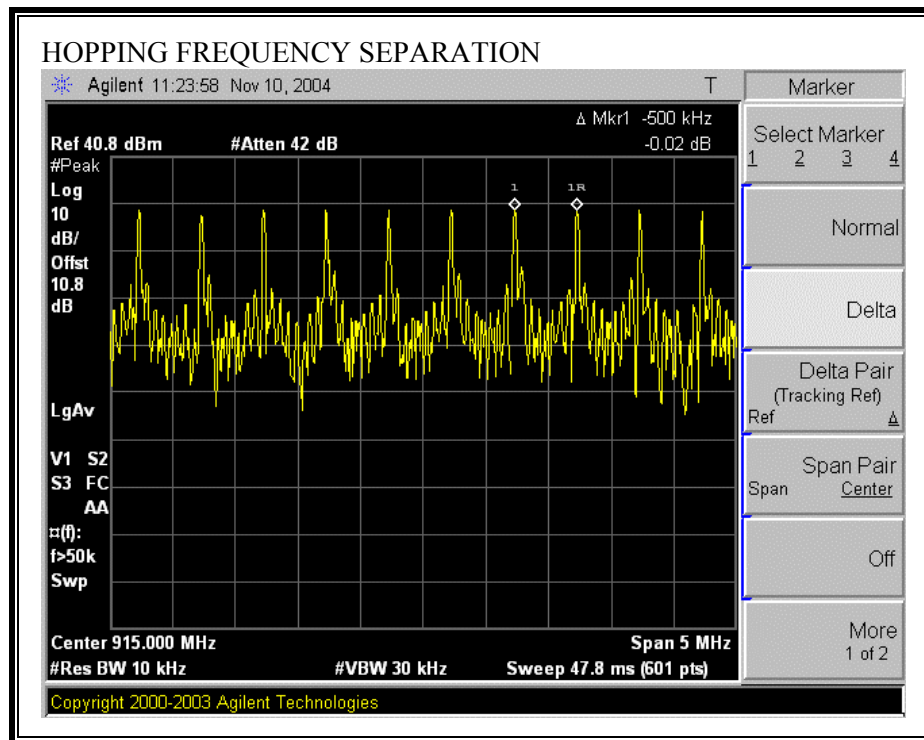 HOPPING FREQUENCY SEPARATION
Agilent 11:23:58 Nov 10, 2004 T
Δ Mkr1 -500 kHz
Ref 40.8 dBm #Atten 42 dB -0.02 dB
#Peak
Log
10
dB/
Offst
10.8
dB
1 1R
LgAv
V1 S2
S3 FC
AA
¤(f):
f>50k
Swp
Center 915.000 MHz Span 5 MHz
#Res BW 10 kHz #VBW 30 kHz Sweep 47.8 ms (601 pts)
Copyright 2000-2003 Agilent Technologies
Marker
Select Marker
1 2 3 4
Normal
Delta
Delta Pair
(Tracking Ref)
Ref Δ
Span Pair
Span Center
Off
More
1 of 2